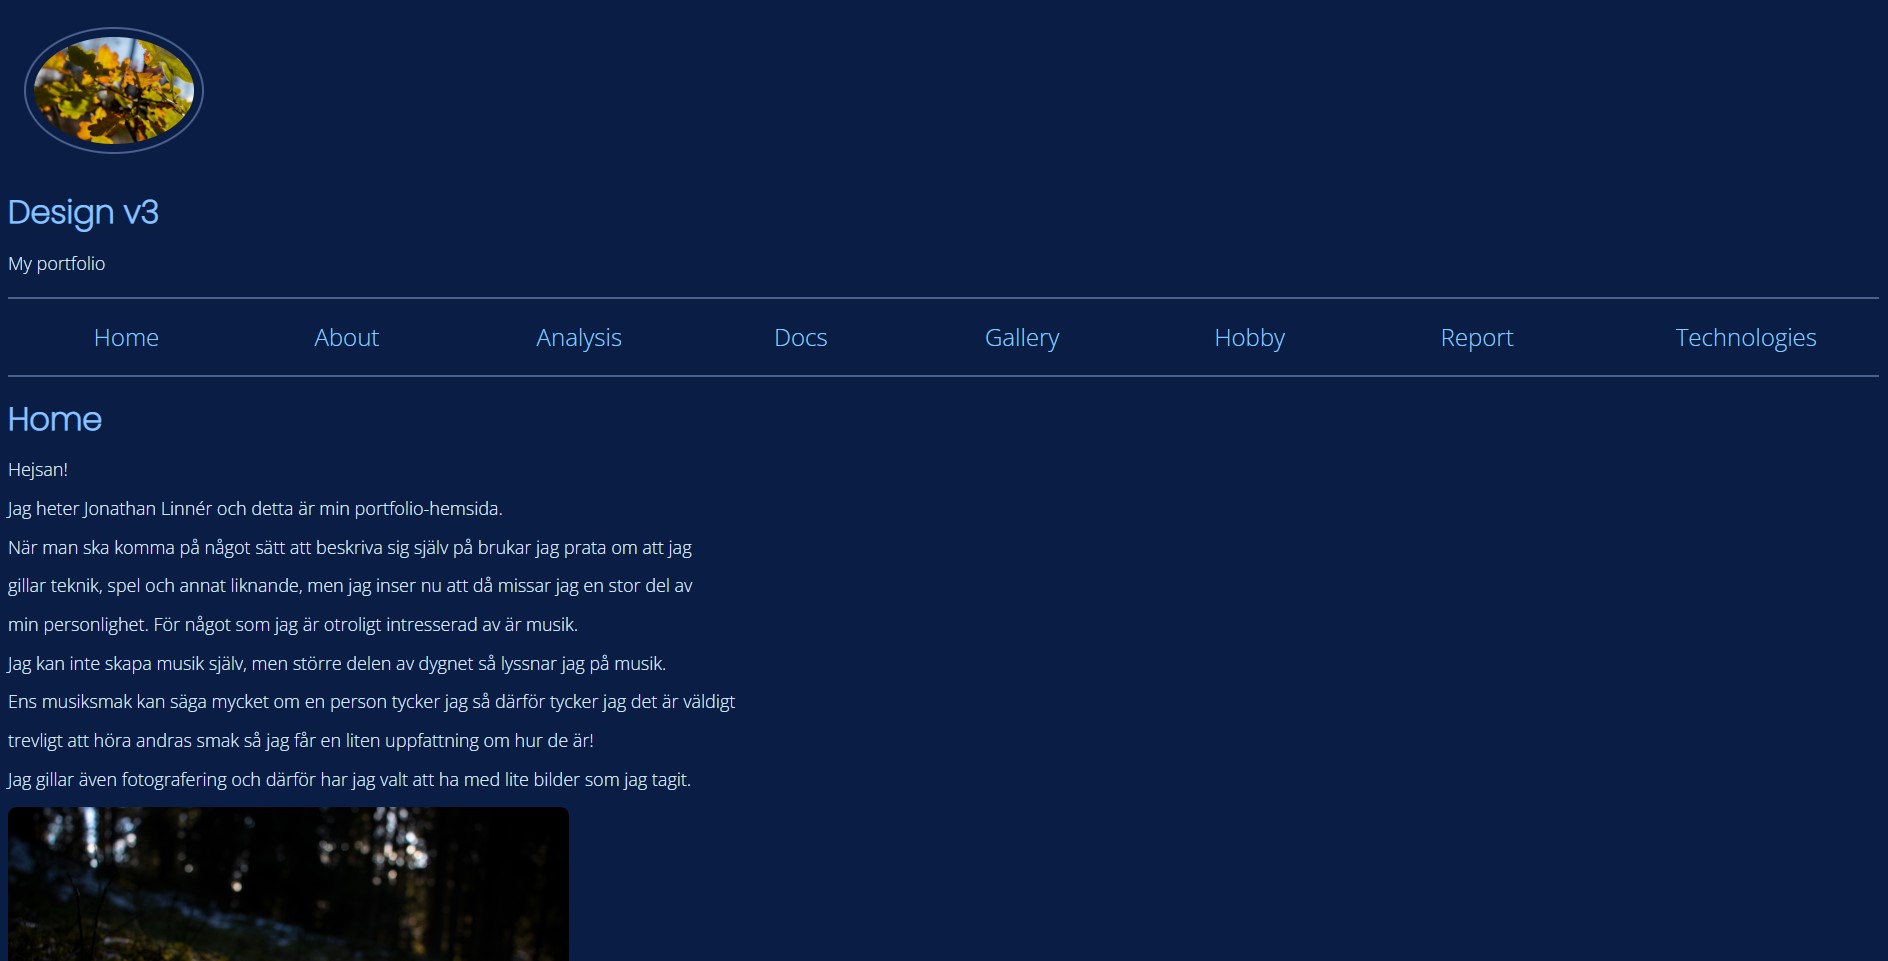 Design v3
My portfolio
Home About Analysis Docs Gallery Hobby Report Technologies
Home
Hejsan!
Jag heter Jonathan Linnér och detta är min portfolio-hemsida.
När man ska komma på något sätt att beskriva sig själv på brukar jag prata om att jag
gillar teknik, spel och annat liknande, men jag inser nu att då missar jag en stor del av
min personlighet. För något som jag är otroligt intresserad av är musik.
Jag kan inte skapa musik själv, men större delen av dygnet så lyssnar jag på musik.
Ens musiksmak kan säga mycket om en person tycker jag så därför tycker jag det är väldigt
trevligt att höra andras smak så jag får en liten uppfattning om hur de är!
Jag gillar även fotografering och därför har jag valt att ha med lite bilder som jag tagit.